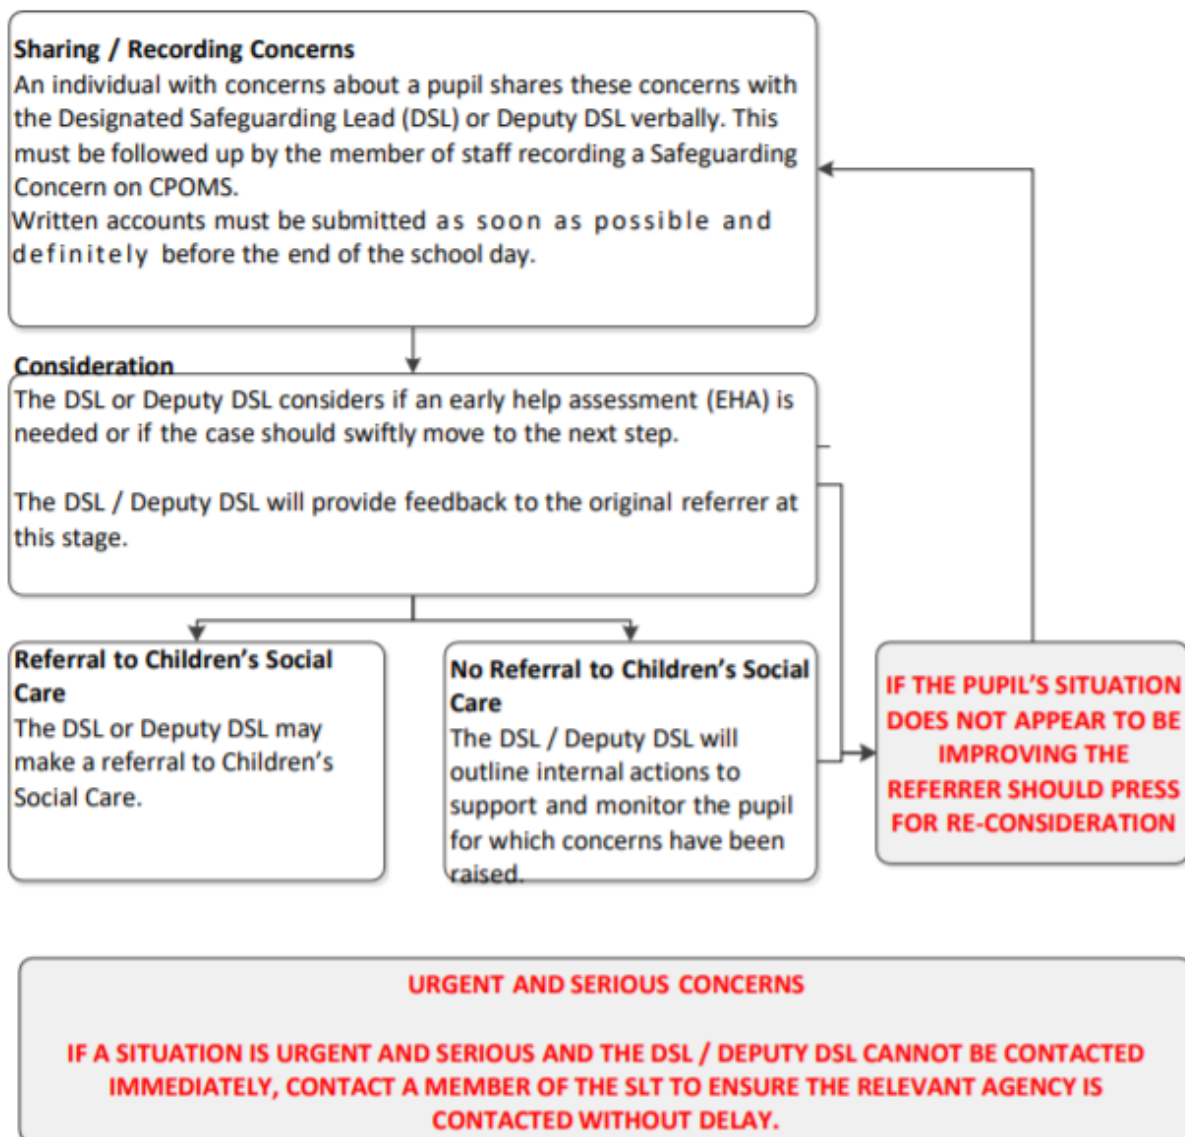 Sharing / Recording Concerns
An individual with concerns about a pupil shares these concerns with
the Designated Safeguarding Lead (DSL) or Deputy DSL verbally. This
must be followed up by the member of staff recording a Safeguarding
Concern on CPOMS.
Written accounts must be submitted as soon as possible and
definitely before the end of the school day.
Consideration
The DSL or Deputy DSL considers if an early help assessment (EHA) is
needed or if the case should swiftly move to the next step.
The DSL / Deputy DSL will provide feedback to the original referrer at
this stage.
Referral to Children’s Social
Care
The DSL or Deputy DSL may
make a referral to Children’s
Social Care.
No Referral to Children’s Social
Care
The DSL / Deputy DSL will
outline internal actions to
support and monitor the pupil
for which concerns have been
raised.
IF THE PUPIL’S SITUATION
DOES NOT APPEAR TO BE
IMPROVING THE
REFERRER SHOULD PRESS
FOR RE-CONSIDERATION
URGENT AND SERIOUS CONCERNS
IF A SITUATION IS URGENT AND SERIOUS AND THE DSL / DEPUTY DSL CANNOT BE CONTACTED
IMMEDIATELY, CONTACT A MEMBER OF THE SLT TO ENSURE THE RELEVANT AGENCY IS
CONTACTED WITHOUT DELAY.